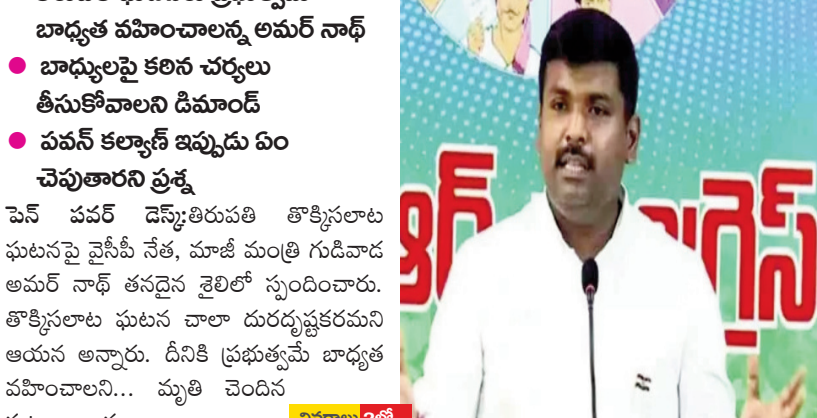 బాధ్యత వహించాలన్న అమర్ నాథ్
● బాధ్యులపై కఠిన చర్యలు
తీసుకోవాలని డిమాండ్
● పవన్ కల్యాణ్ ఇప్పుడు ఏం
చెపుతారని ప్రశ్న
పెన్ పవర్ డెస్క్:తిరుపతి తొక్కిసలాట
ఘటనపై వైసీపీ నేత, మాజీ మంత్రి గుడివాడ
అమర్ నాథ్ తనదైన శైలిలో స్పందించారు.
తొక్కిసలాట ఘటన చాలా దురదృష్టకరమని
ఆయన అన్నారు. దీనికి ప్రభుత్వమే బాధ్యత
వహించాలని... మృతి చెందిన